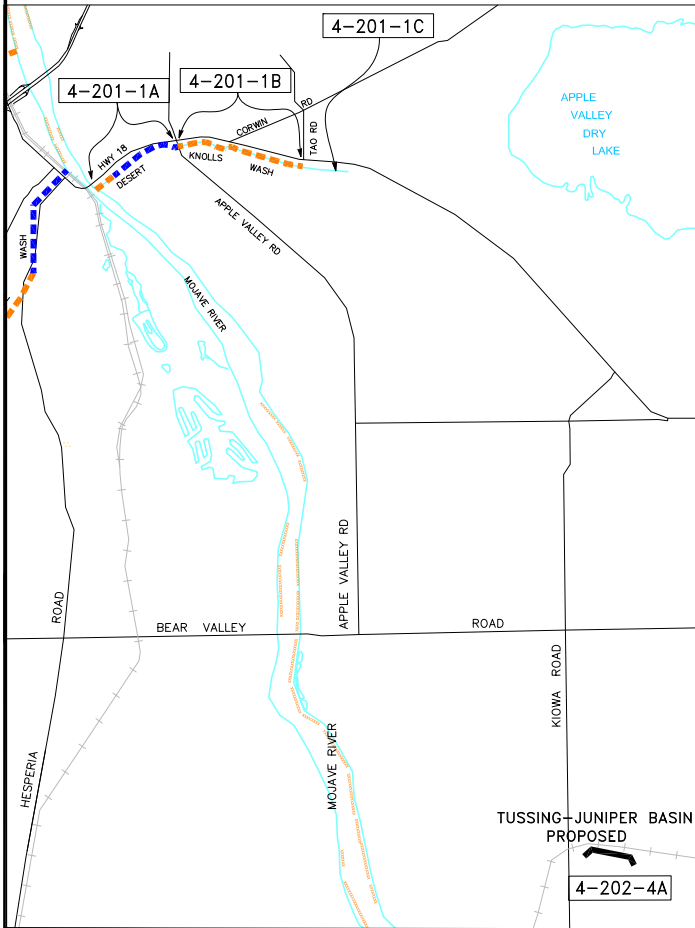 4-201-1C
4-201-1A
4-201-1B
APPLE
VALLEY
DRY
LAKE
CORWIN RD
TAO RD
HWY 18
DESERT KNOLLS WASH
WASH
APPLE VALLEY RD
MOJAVE RIVER
APPLE VALLEY RD
HESPERIA ROAD
BEAR VALLEY ROAD
KIOWA ROAD
MOJAVE RIVER
TUSSING-JUNIPER BASIN
PROPOSED
4-202-4A